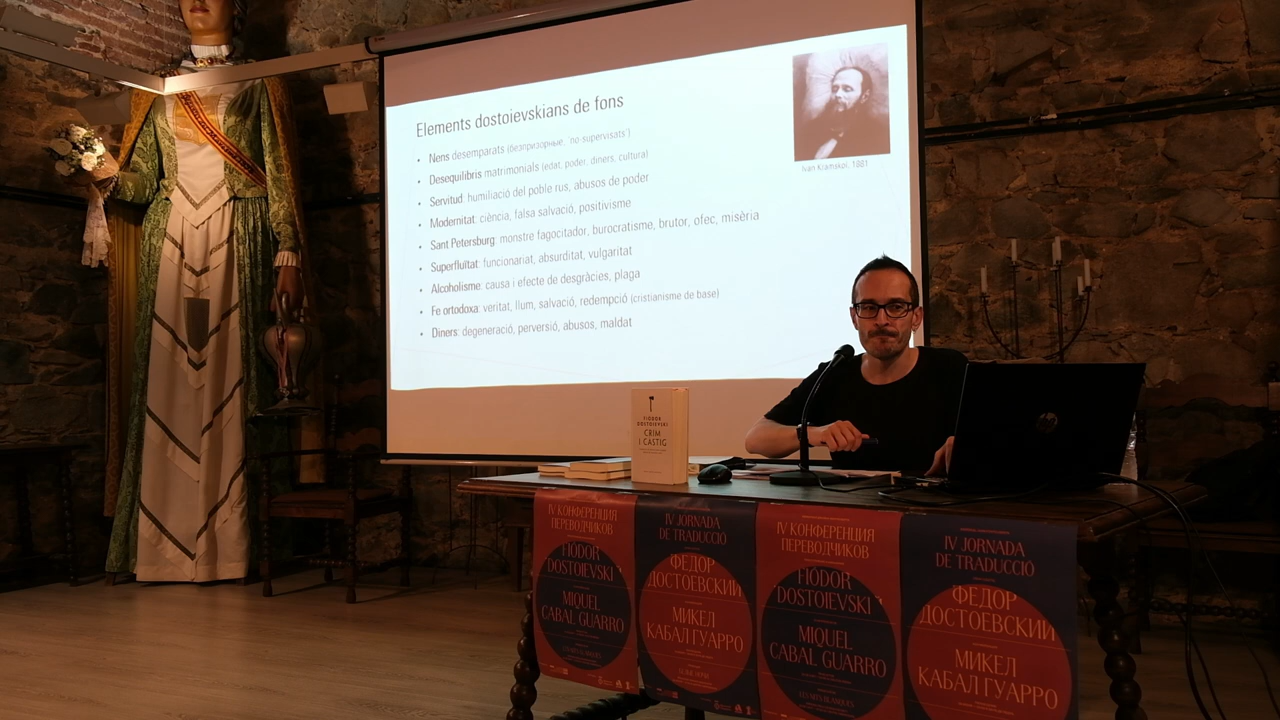 Elements dostoievskians de fons
• Nens desemparats (безпризорные, 'no supervisats')
• Desequilibris matrimonials (edat, poder, diners, cultura)
• Servitud: humiliació del poble rus, abusos de poder
• Modernitat: ciència, falsa salvació, positivisme
• Sant Petersburg: monstre fagocitador, burocratisme, brutor, ofec, misèria
• Superfluïtat: funcionariat, absurditat, vulgaritat
• Alcoholisme: causa i efecte de desgràcies, plaga
• Fe ortodoxa: veritat, llum, salvació, redempció (cristianisme de base)
• Diners: degeneració, perversió, abusos, maldat
Ivan Kramskoi, 1881
FIÓDOR
DOSTOIEVSKI
CRIM
I CÀSTIG
IV КОНФЕРЕНЦИЯ
ПЕРЕВОДЧИКОВ
FIÓDOR
DOSTOIEVSKI
MIQUEL
CABAL GUARRO
IV JORNADA
DE TRADUCCIÓ
ФЕДОР
ДОСТОЕВСКИЙ
МИКЕЛ
КАБАЛ ГУАРРО
IV КОНФЕРЕНЦИЯ
ПЕРЕВОДЧИКОВ
FIÓDOR
DOSTOIEVSKI
MIQUEL
CABAL GUARRO
LES NITS BLANQUES
IV JORNADA
DE TRADUCCIÓ
ФЕДОР
ДОСТОЕВСКИЙ
МИКЕЛ
КАБАЛ ГУАРРО